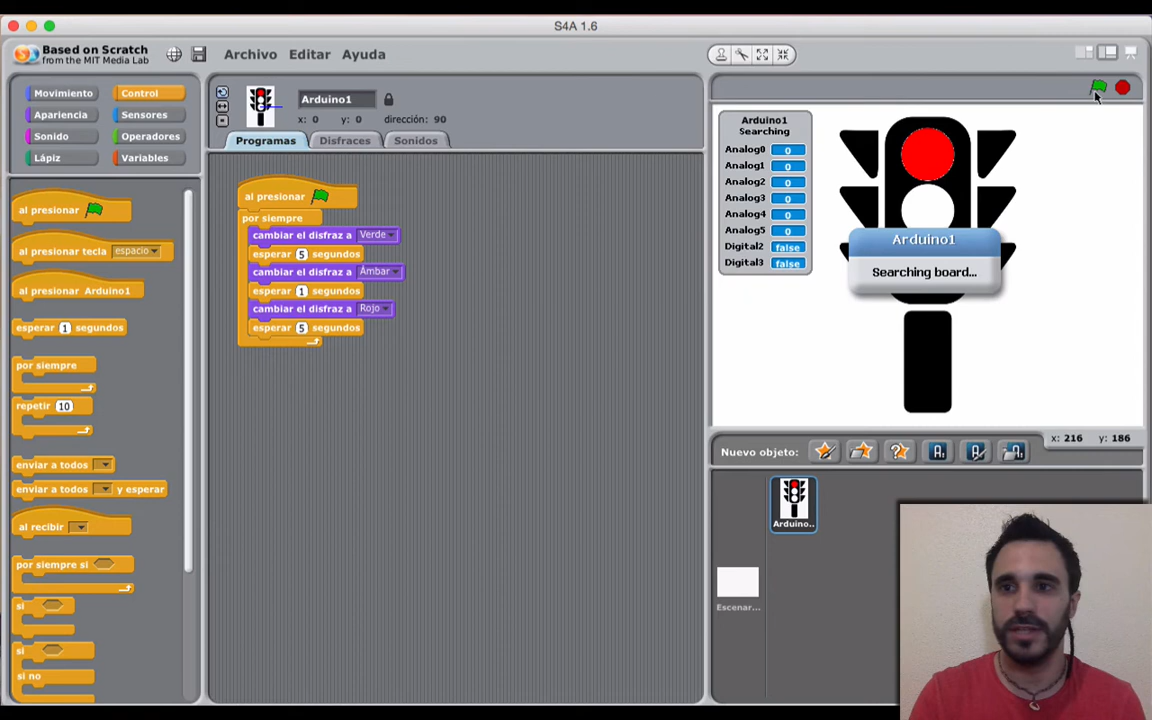 S4A 1.6
Based on Scratch
from the MIT Media Lab
Archivo Editar Ayuda
Movimiento Control
Apariencia Sensores
Sonido Operadores
Lápiz Variables
Arduino1
x: 0 y: 0 dirección: 90
Programas Disfraces Sonidos
al presionar
al presionar tecla espacio
al presionar Arduino1
esperar 1 segundos
por siempre
repetir 10
enviar a todos
enviar a todos y esperar
al recibir
por siempre si
si
si
si no
al presionar
por siempre
cambiar el disfraz a Verde
esperar 5 segundos
cambiar el disfraz a Ámbar
esperar 1 segundos
cambiar el disfraz a Rojo
esperar 5 segundos
Arduino1
Searching
Analog0 0
Analog1 0
Analog2 0
Analog3 0
Analog4 0
Analog5 0
Digital2 false
Digital3 false
Arduino1
Searching board...
x: 216 y: 186
Nuevo objeto:
Arduino..
Escenar...